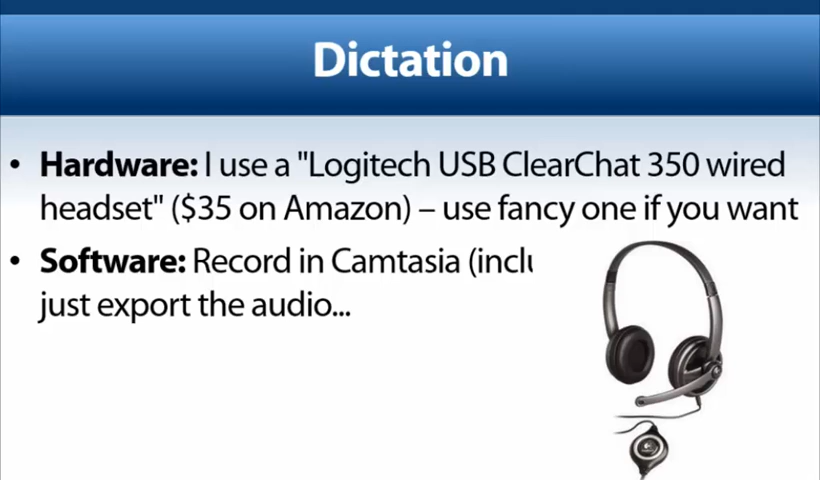 Dictation
• Hardware: I use a "Logitech USB ClearChat 350 wired
headset" ($35 on Amazon) – use fancy one if you want
• Software: Record in Camtasia (
just export the audio...